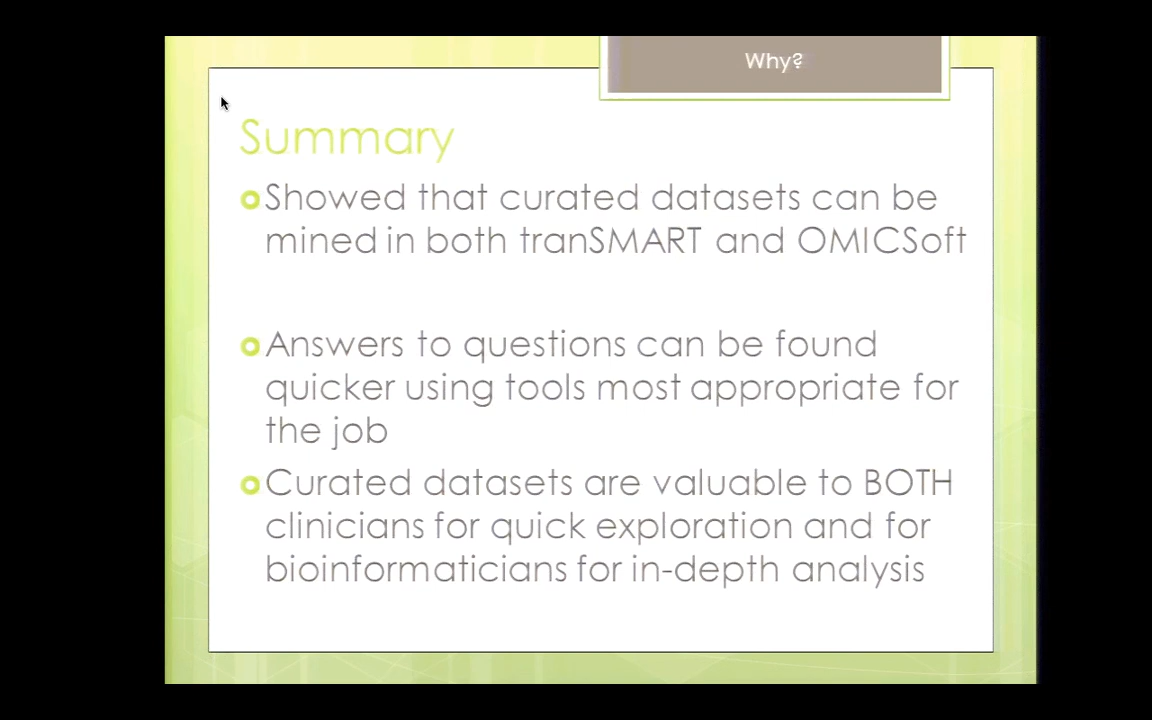 Why?
Summary
Showed that curated datasets can be
mined in both tranSMART and OMICSoft
Answers to questions can be found
quicker using tools most appropriate for
the job
Curated datasets are valuable to BOTH
clinicians for quick exploration and for
bioinformaticians for in-depth analysis